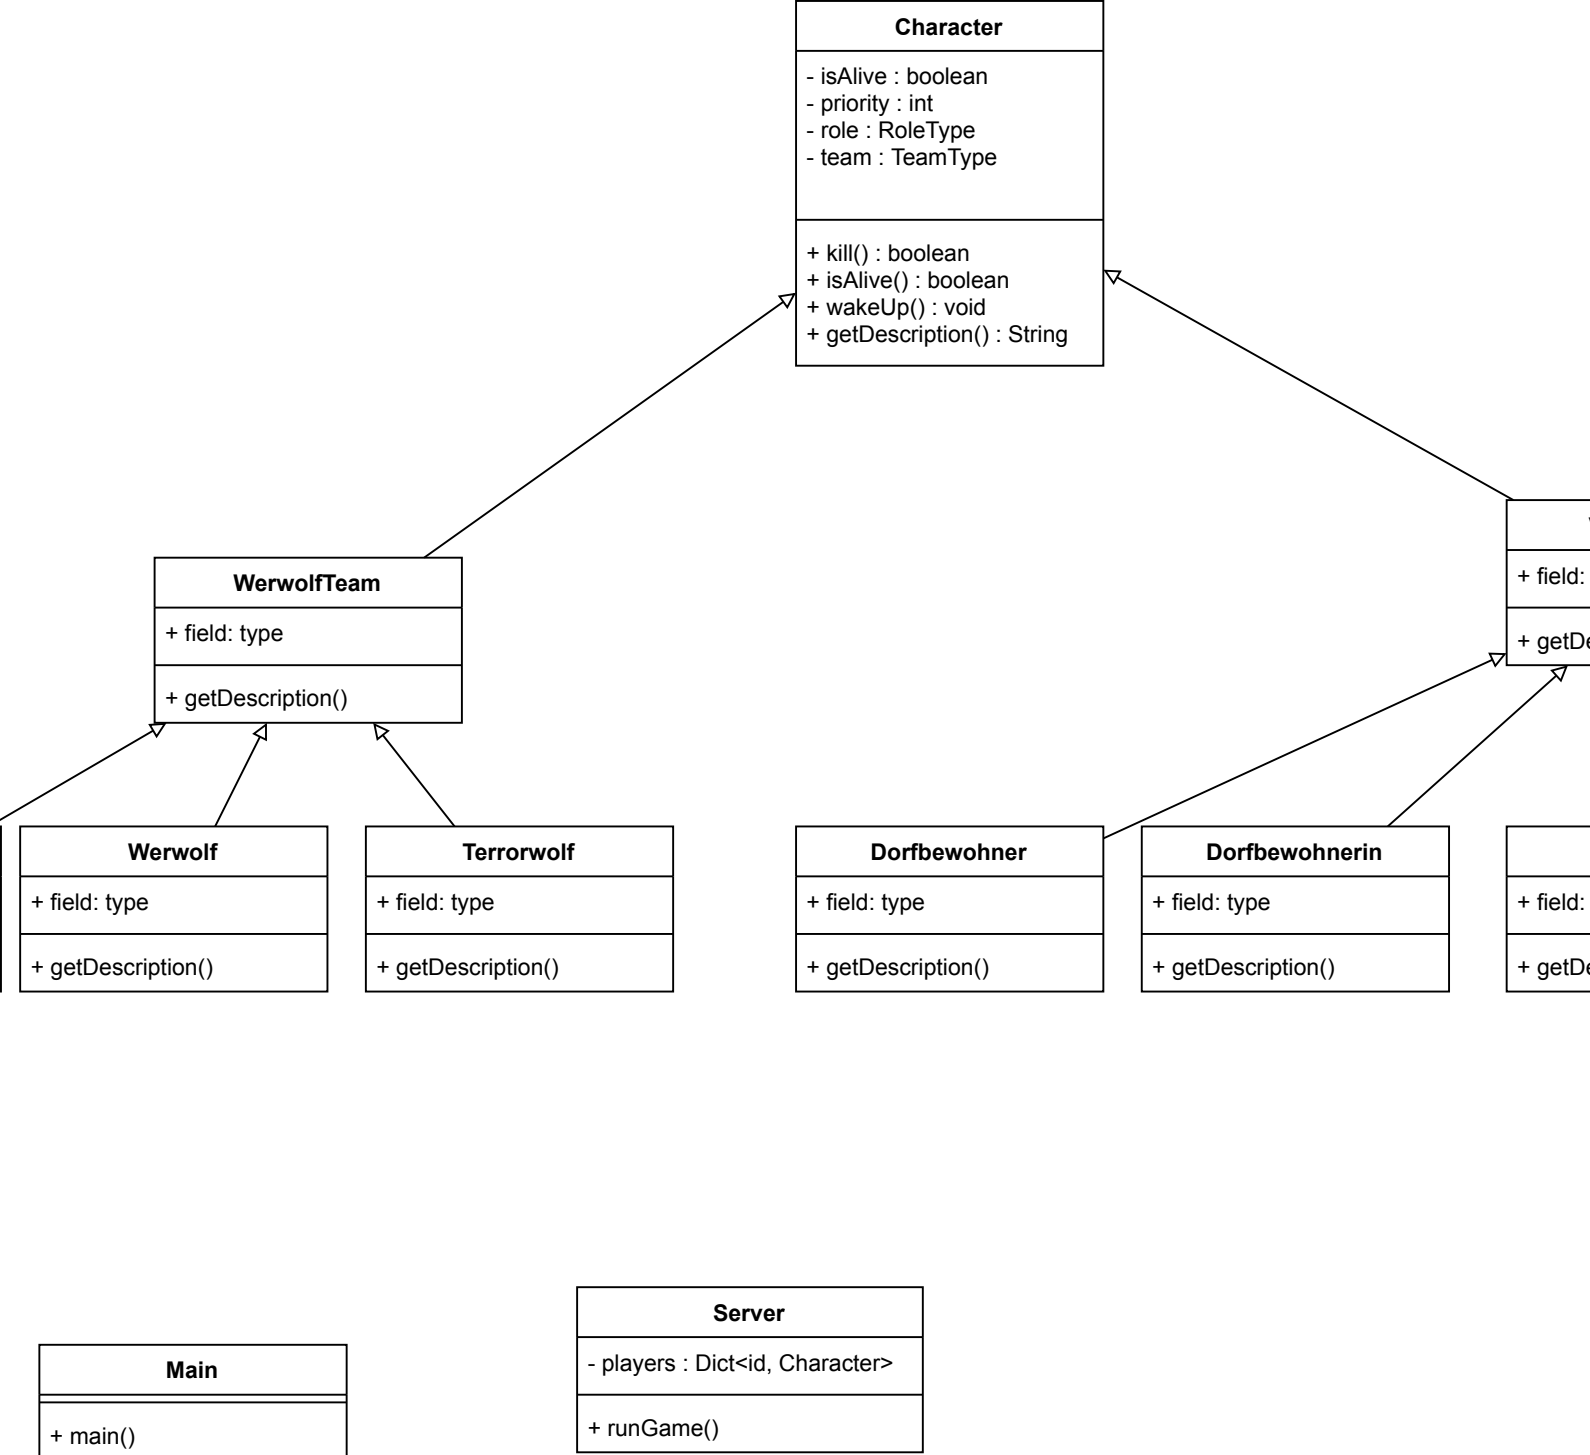 Character
- isAlive : boolean
- priority : int
- role : RoleType
- team : TeamType
+ kill() : boolean
+ isAlive() : boolean
+ wakeUp() : void
+ getDescription() : String
WerwolfTeam
+ field: type
+ getDescription()
+ field:
Werwolf
+ field: type
+ getDescription()
Terrorwolf
+ field: type
+ getDescription()
Dorfbewohner
+ field: type
+ getDescription()
Dorfbewohnerin
+ field: type
+ getDescription()
+ field:
Server
- players : Dict<id, Character>
+ runGame()
Main
+ main()